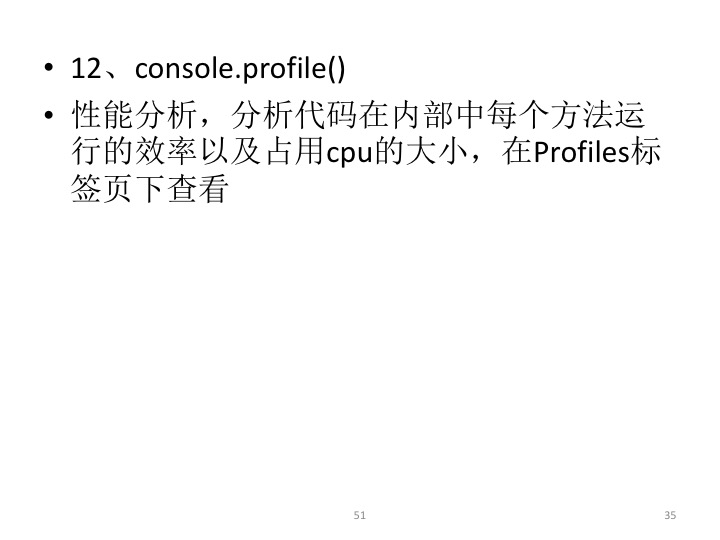 • 12、console.profile()
• 性能分析，分析代码在内部中每个方法运
行的效率以及占用cpu的大小，在Profiles标
签页下查看
51
35